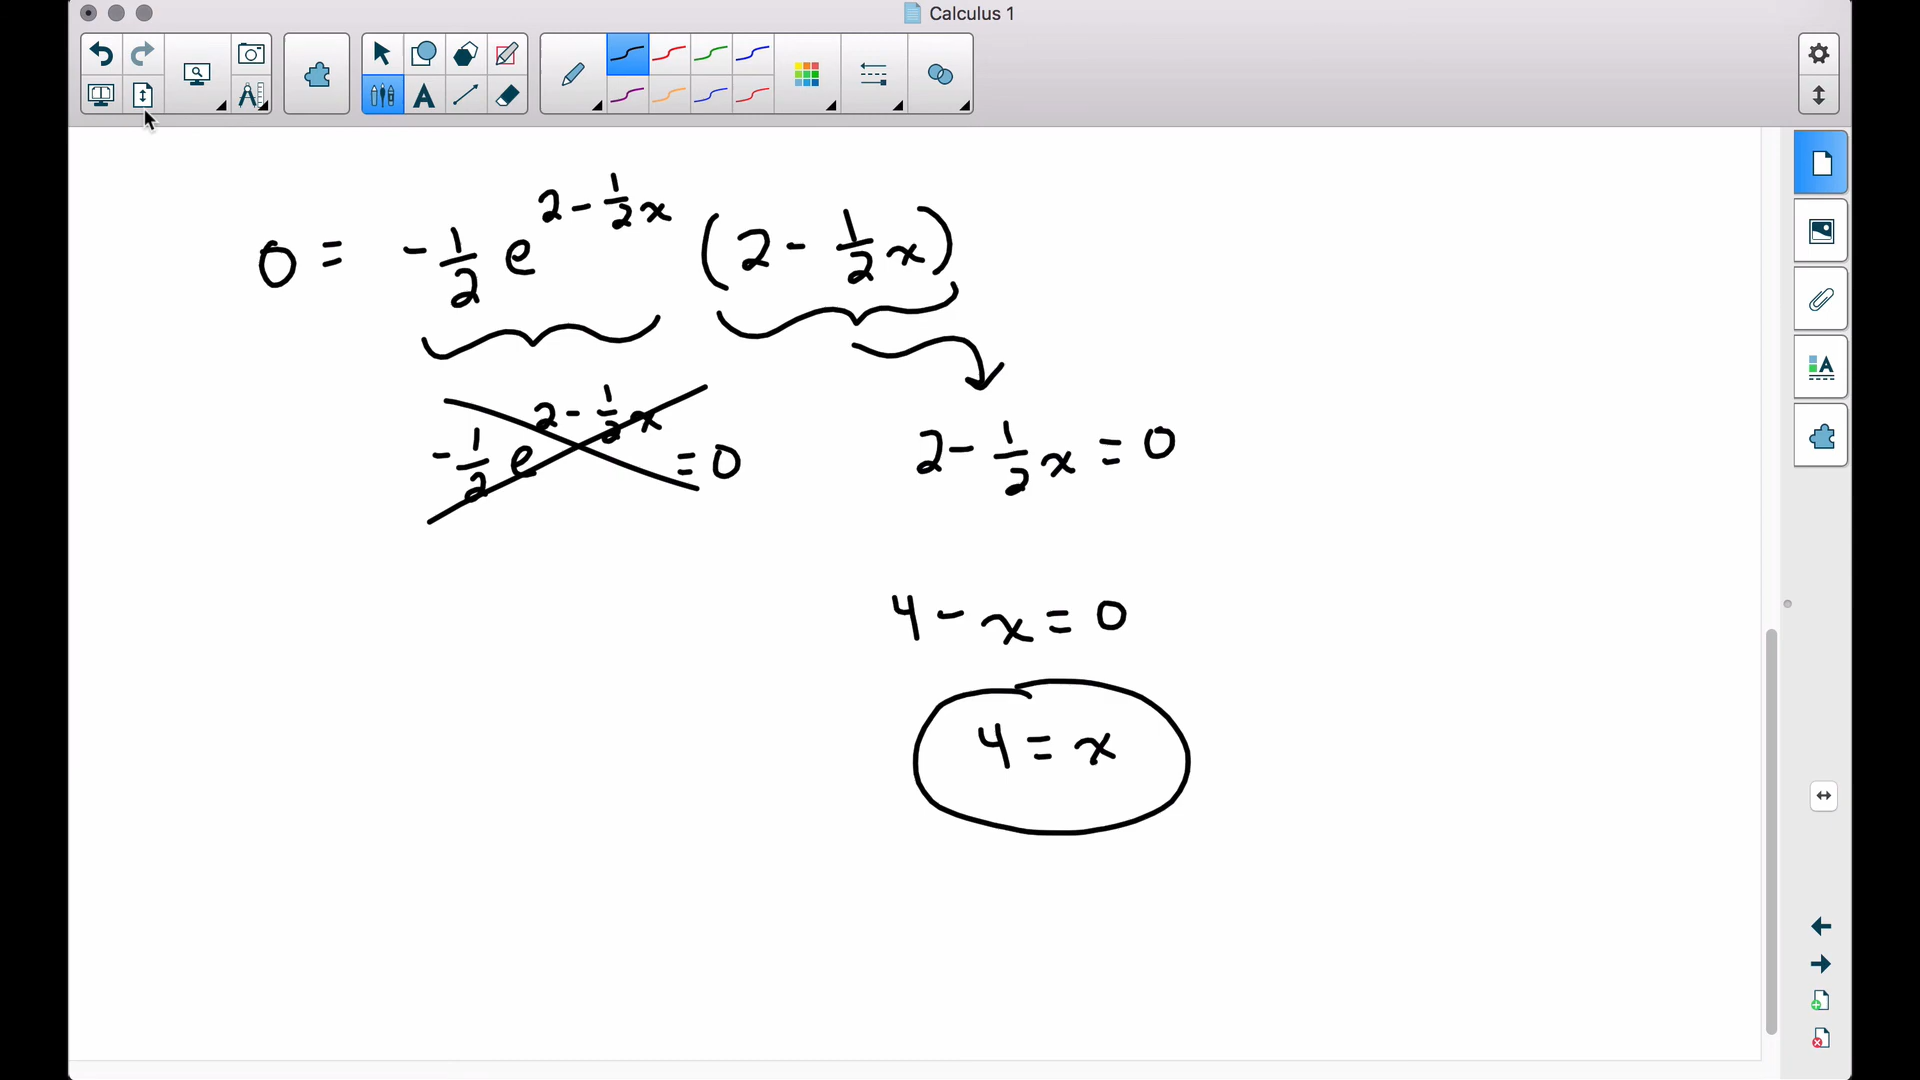 Calculus 1
A
A
0 = -1/2 e^(2 - 1/2 x) (2 - 1/2 x)
-1/2 e^(2 - 1/2 x) = 0
2 - 1/2 x = 0
4 - x = 0
4 = x